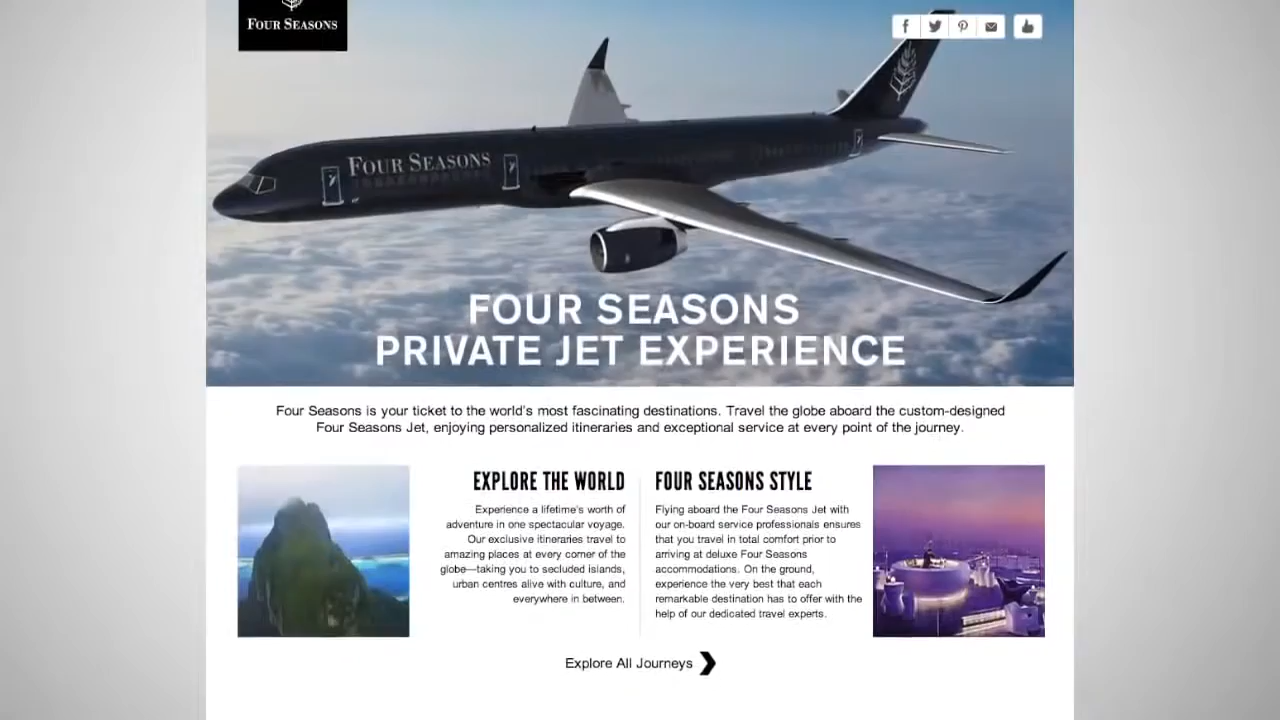 FOUR SEASONS
FOUR SEASONS
FOUR SEASONS
PRIVATE JET EXPERIENCE
Four Seasons is your ticket to the world's most fascinating destinations. Travel the globe aboard the custom-designed
Four Seasons Jet, enjoying personalized itineraries and exceptional service at every point of the journey.
EXPLORE THE WORLD
Experience a lifetime's worth of
adventure in one spectacular voyage.
Our exclusive itineraries travel to
amazing places at every corner of the
globe—taking you to secluded islands,
urban centres alive with culture, and
everywhere in between.
FOUR SEASONS STYLE
Flying aboard the Four Seasons Jet with
our on-board service professionals ensures
that you travel in total comfort prior to
arriving at deluxe Four Seasons
accommodations. On the ground,
experience the very best that each
remarkable destination has to offer with the
help of our dedicated travel experts.
Explore All Journeys